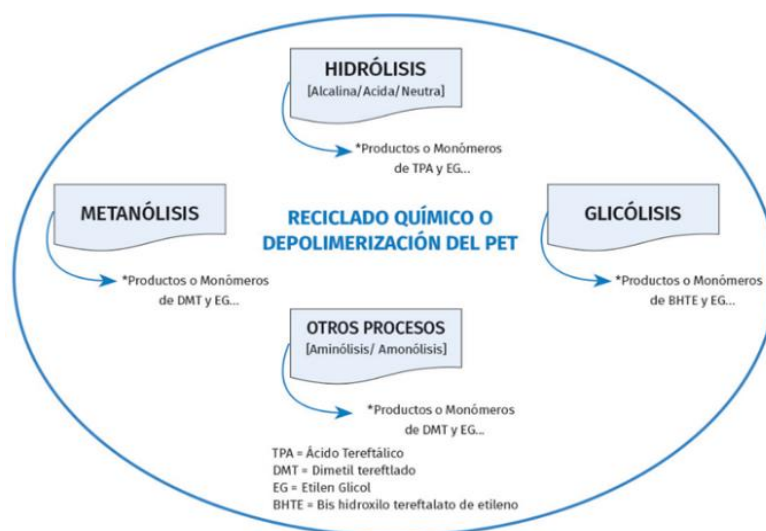 HIDRÓLISIS
[Alcalina/Acida/Neutra]
*Productos o Monómeros
de TPA y EG...
METANÓLISIS
*Productos o Monómeros
de DMT y EG...
RECICLADO QUÍMICO O
DEPOLIMERIZACIÓN DEL PET
GLICÓLISIS
*Productos o Monómeros
de BHTE y EG...
OTROS PROCESOS
[Aminólisis/ Amonólisis]
*Productos o Monómeros
de DMT y EG...
TPA = Ácido Tereftálico
DMT = Dimetil tereftlado
EG = Etilen Glicol
BHTE = Bis hidroxilo tereftalato de etileno